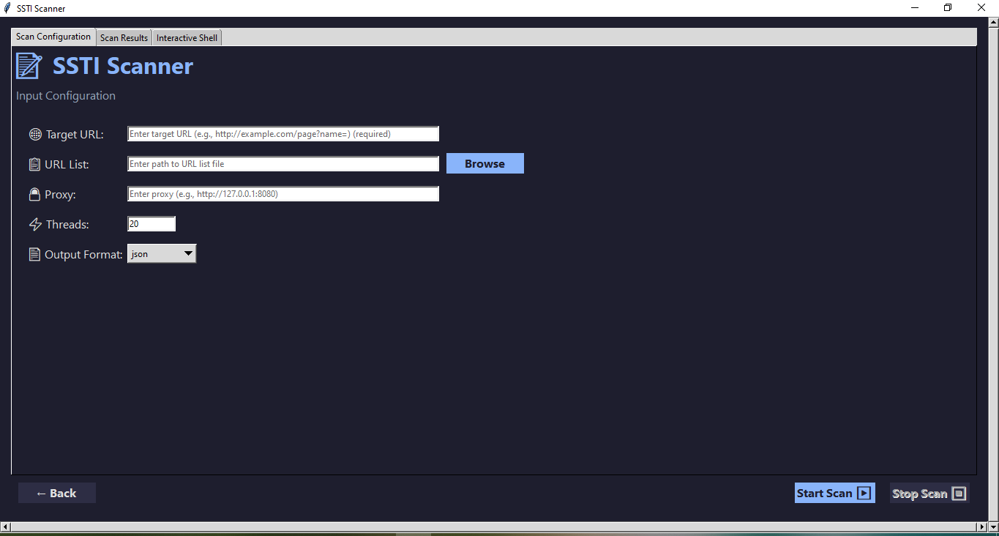 SSTI Scanner
Scan Configuration Scan Results Interactive Shell
SSTI Scanner
Input Configuration
Target URL: Enter target URL (e.g., http://example.com/page?name=) (required)
URL List: Enter path to URL list file Browse
Proxy: Enter proxy (e.g., http://127.0.0.1:8080)
Threads: 20
Output Format: json
← Back Start Scan Stop Scan